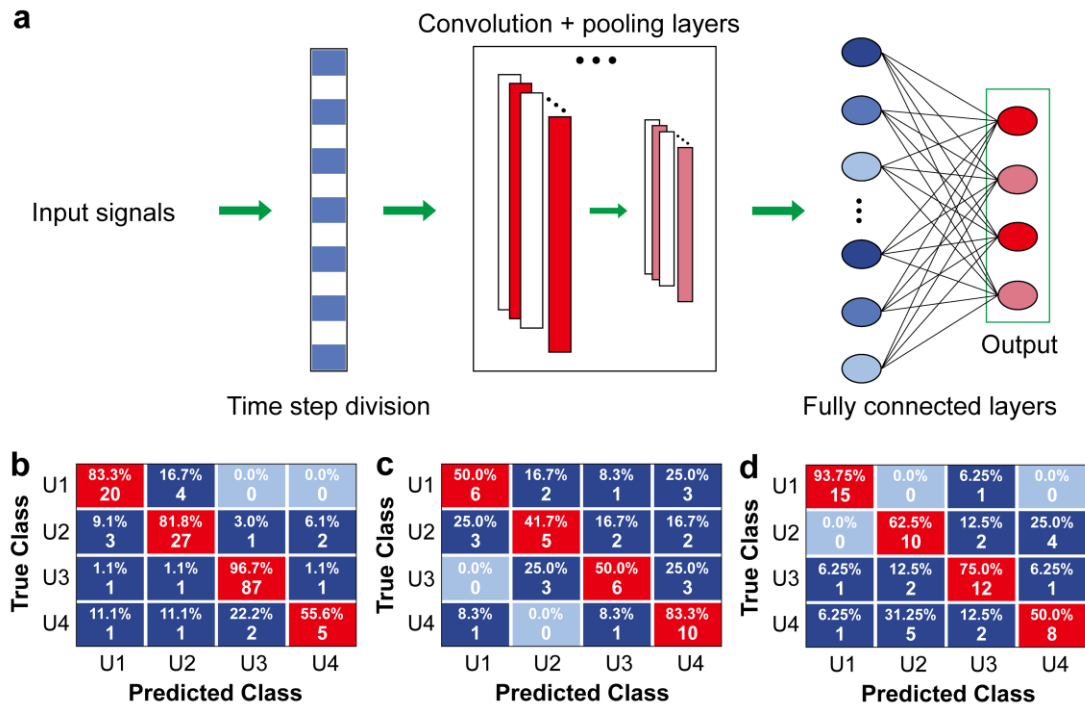 a
Convolution + pooling layers
Input signals
Time step division
Output
Fully connected layers
b
True Class
U1
83.3% 16.7% 0.0% 0.0%
20 4 0 0
U2
9.1% 81.8% 3.0% 6.1%
3 27 1 2
U3
1.1% 1.1% 96.7% 1.1%
1 1 87 1
U4
11.1% 11.1% 22.2% 55.6%
1 1 2 5
U1 U2 U3 U4
Predicted Class
c
True Class
U1
50.0% 16.7% 8.3% 25.0%
6 2 1 3
U2
25.0% 41.7% 16.7% 16.7%
3 5 2 2
U3
0.0% 25.0% 50.0% 25.0%
0 3 6 3
U4
8.3% 0.0% 8.3% 83.3%
1 0 1 10
U1 U2 U3 U4
Predicted Class
d
True Class
U1
93.75% 0.0% 6.25% 0.0%
15 0 1 0
U2
0.0% 62.5% 12.5% 25.0%
0 10 2 4
U3
6.25% 12.5% 75.0% 6.25%
1 2 12 1
U4
6.25% 31.25% 12.5% 50.0%
1 5 2 8
U1 U2 U3 U4
Predicted Class